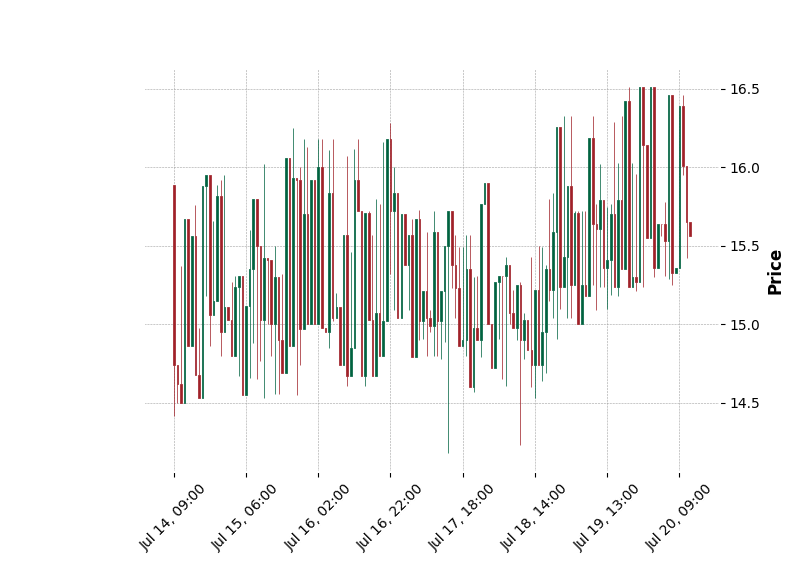 16.5
16.0
15.5
15.0
14.5
Price
Jul 14, 09:00
Jul 15, 06:00
Jul 16, 02:00
Jul 16, 22:00
Jul 17, 18:00
Jul 18, 14:00
Jul 19, 13:00
Jul 20, 09:00